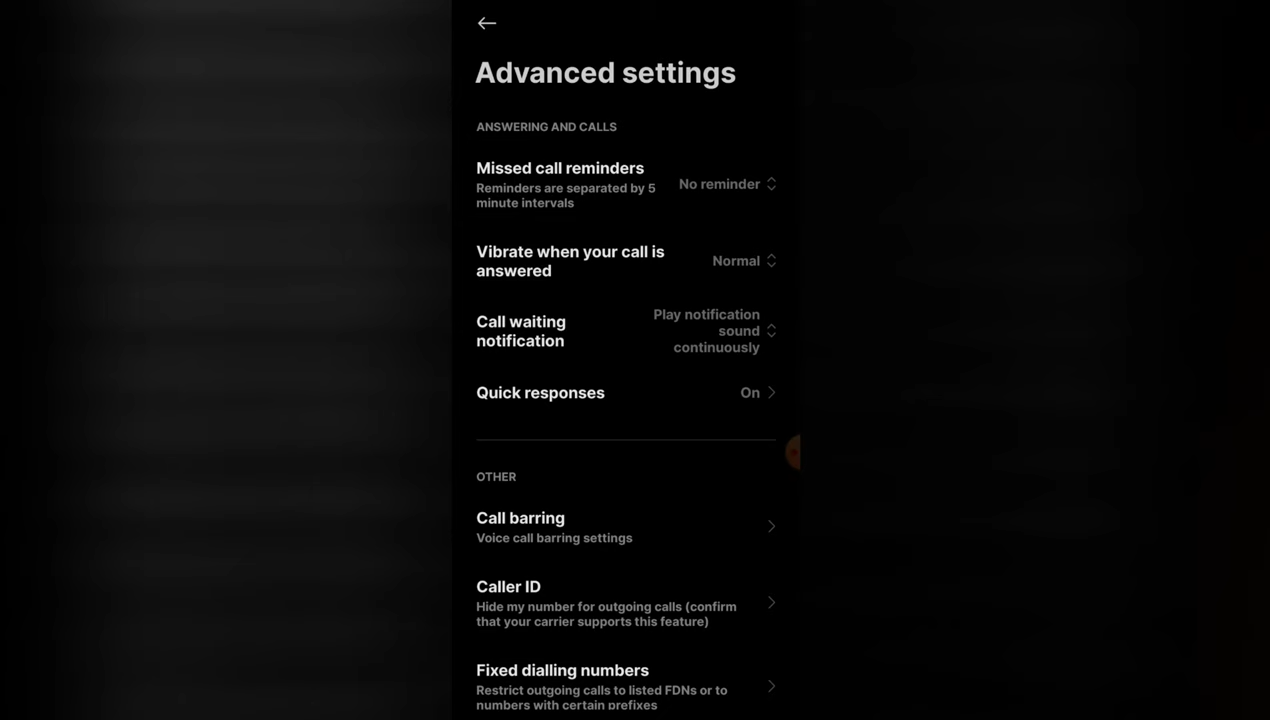 Advanced settings
ANSWERING AND CALLS
Missed call reminders
Reminders are separated by 5
minute intervals
No reminder
Vibrate when your call is
answered
Normal
Call waiting
notification
Play notification
sound
continuously
Quick responses
On
OTHER
Call barring
Voice call barring settings
Caller ID
Hide my number for outgoing calls (confirm
that your carrier supports this feature)
Fixed dialling numbers
Restrict outgoing calls to listed FDNs or to
numbers with certain prefixes